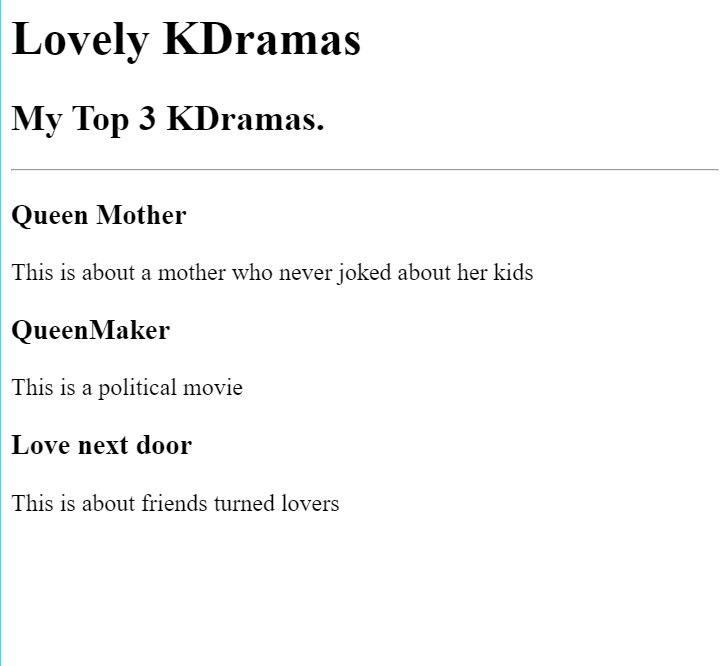 Lovely KDramas
My Top 3 KDramas.
Queen Mother
This is about a mother who never joked about her kids
QueenMaker
This is a political movie
Love next door
This is about friends turned lovers